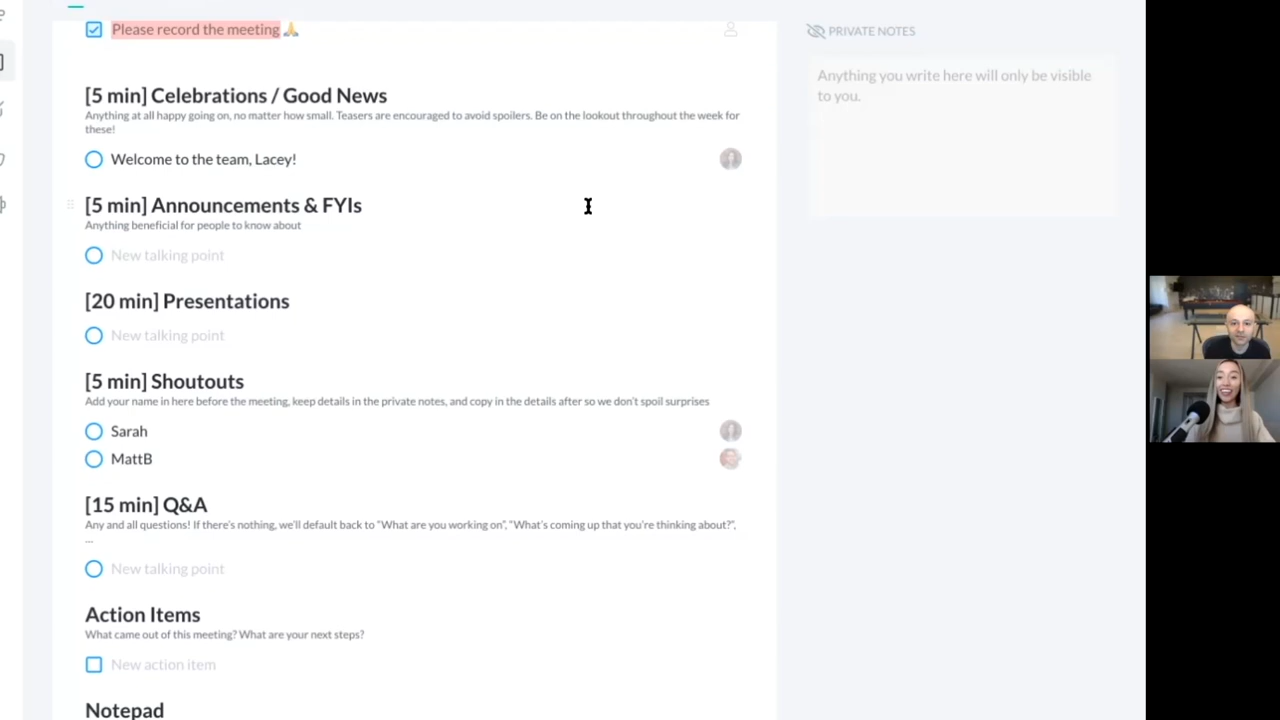 Please record the meeting 🙏
PRIVATE NOTES
Anything you write here will only be visible
to you.
[5 min] Celebrations / Good News
Anything at all happy going on, no matter how small. Teasers are encouraged to avoid spoilers. Be on the lookout throughout the week for
these!
Welcome to the team, Lacey!
[5 min] Announcements & FYIs
Anything beneficial for people to know about
New talking point
[20 min] Presentations
New talking point
[5 min] Shoutouts
Add your name in here before the meeting, keep details in the private notes, and copy in the details after so we don't spoil surprises
Sarah
MattB
[15 min] Q&A
Any and all questions! If there's nothing, we'll default back to "What are you working on", "What's coming up that you're thinking about?",
...
New talking point
Action Items
What came out of this meeting? What are your next steps?
New action item
Notepad